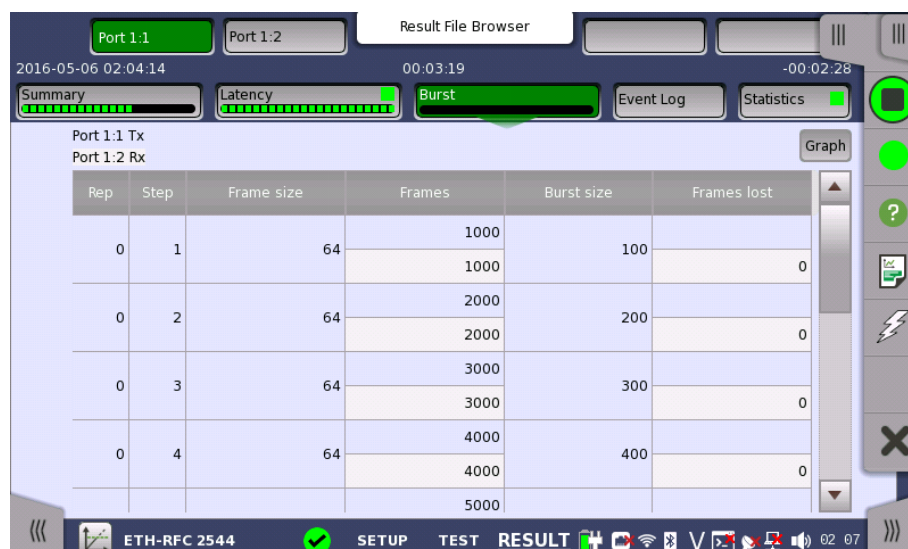 Port 1:1 Port 1:2 Result File Browser
2016-05-06 02:04:14 00:03:19 -00:02:28
Summary Latency Burst Event Log Statistics
Port 1:1 Tx
Port 1:2 Rx
Graph
Rep Step Frame size Frames Burst size Frames lost
1000
0 1 64 100
1000 0
2000
0 2 64 200
2000 0
3000
0 3 64 300
3000 0
4000
0 4 64 400
4000 0
5000
ETH-RFC 2544 SETUP TEST RESULT 02 07